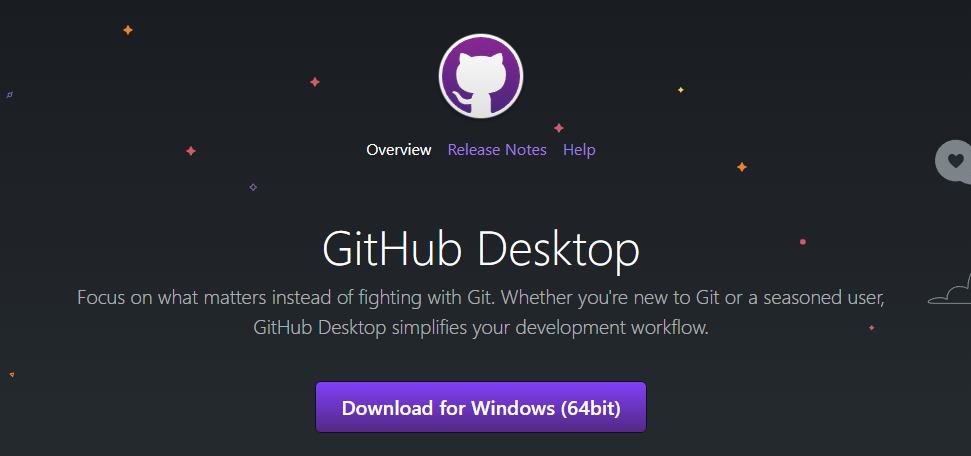 Overview Release Notes Help
GitHub Desktop
Focus on what matters instead of fighting with Git. Whether you're new to Git or a seasoned user,
GitHub Desktop simplifies your development workflow.
Download for Windows (64bit)